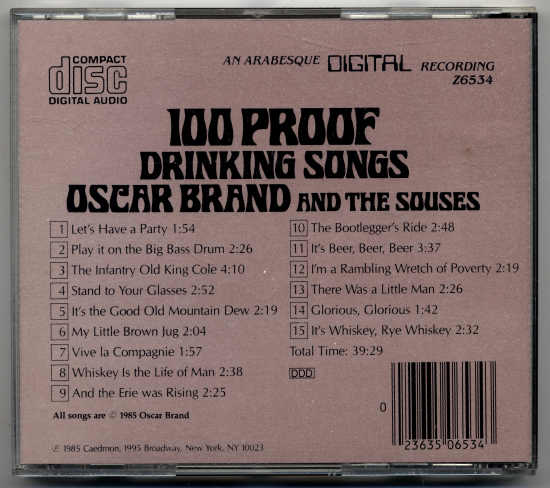 COMPACT
disc
DIGITAL AUDIO
AN ARABESQUE DIGITAL RECORDING
Z6534
100 PROOF
DRINKING SONGS
OSCAR BRAND AND THE SOUSES
1 Let's Have a Party 1:54
2 Play it on the Big Bass Drum 2:26
3 The Infantry Old King Cole 4:10
4 Stand to Your Glasses 2:52
5 It's the Good Old Mountain Dew 2:19
6 My Little Brown Jug 2:04
7 Vive la Compagnie 1:57
8 Whiskey Is the Life of Man 2:38
9 And the Erie was Rising 2:25
10 The Bootlegger's Ride 2:48
11 It's Beer, Beer, Beer 3:37
12 I'm a Rambling Wretch of Poverty 2:19
13 There Was a Little Man 2:26
14 Glorious, Glorious 1:42
15 It's Whiskey, Rye Whiskey 2:32
Total Time: 39:29
DDD
All songs are © 1985 Oscar Brand
℗ 1985 Caedmon, 1995 Broadway, New York, NY 10023
0 23635 06534